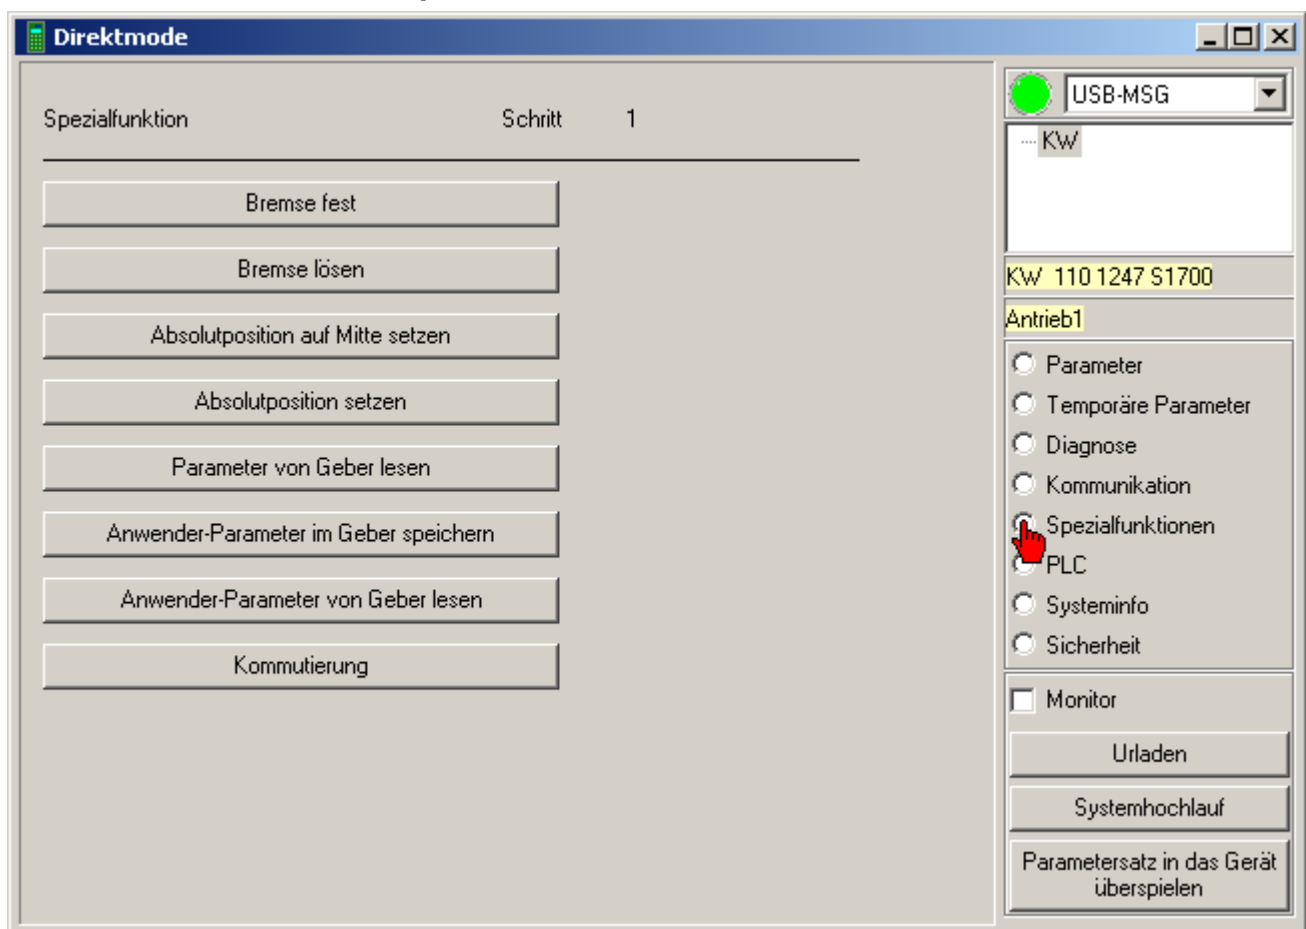 Direktmode
Spezialfunktion Schritt 1
Bremse fest
Bremse lösen
Absolutposition auf Mitte setzen
Absolutposition setzen
Parameter von Geber lesen
Anwender-Parameter im Geber speichern
Anwender-Parameter von Geber lesen
Kommutierung
USB-MSG
KW
KW 110 1247 S1700
Antrieb1
Parameter
Temporäre Parameter
Diagnose
Kommunikation
Spezialfunktionen
PLC
Systeminfo
Sicherheit
Monitor
Urladen
Systemhochlauf
Parametersatz in das Gerät
überspielen